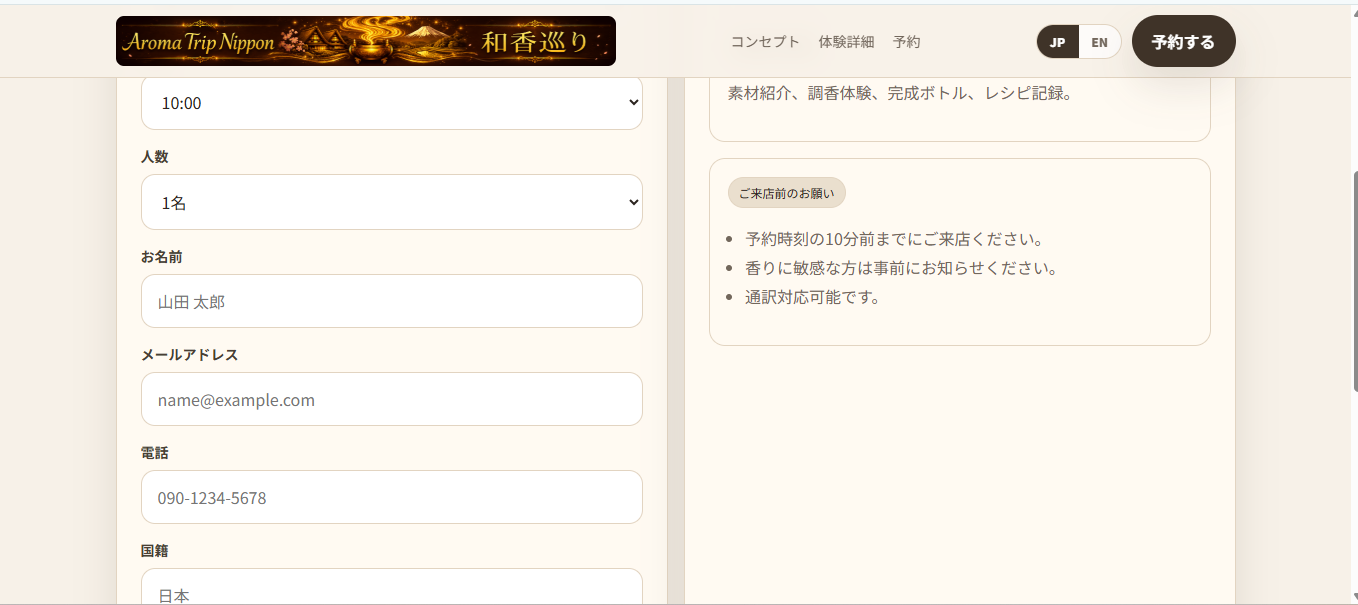 Aroma Trip Nippon 和香巡り
コンセプト 体験詳細 予約
JP EN
予約する
10:00
人数
1名
お名前
山田 太郎
メールアドレス
name@example.com
電話
090-1234-5678
国籍
日本
素材紹介、調香体験、完成ボトル、レシピ記録。
ご来店前のお願い
予約時刻の10分前までにご来店ください。
香りに敏感な方は事前にお知らせください。
通訳対応可能です。